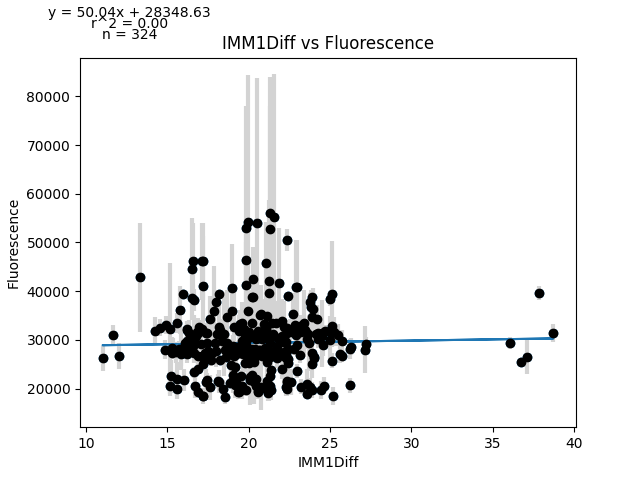 y = 50.04x + 28348.63
r^2 = 0.00
n = 324
IMM1Diff vs Fluorescence
80000
70000
60000
50000
40000
30000
20000
Fluorescence
10 15 20 25 30 35 40
IMM1Diff